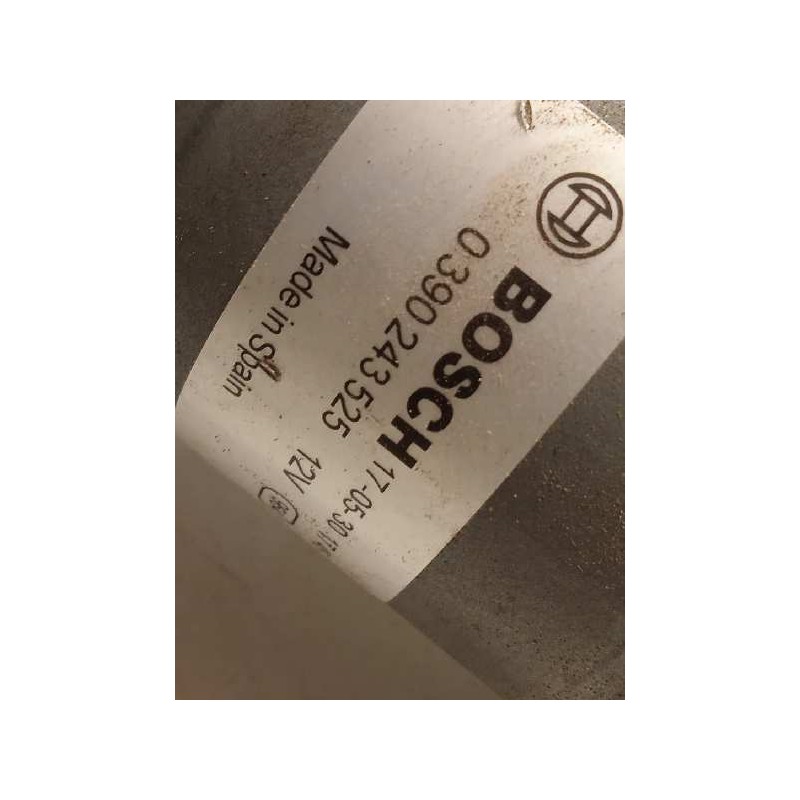 BOSCH 17-05-30
0 390 243 525 12V
Made in Spain